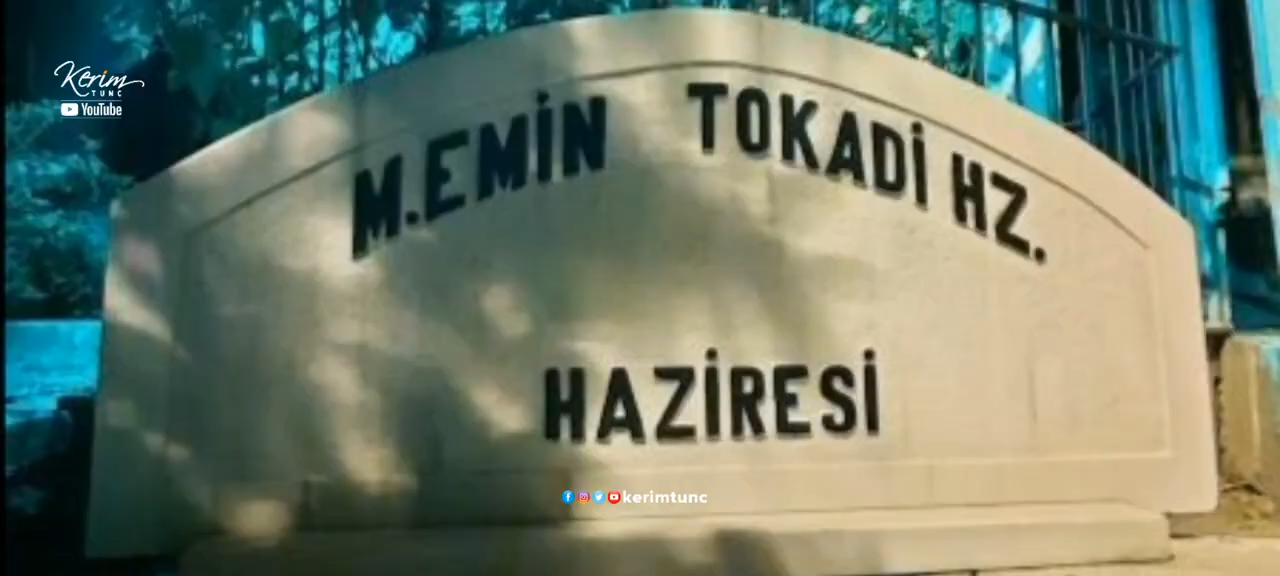 Kerim
TUNC
YouTube
M.EMİN TOKADİ HZ.
HAZİRESİ
kerimtunc